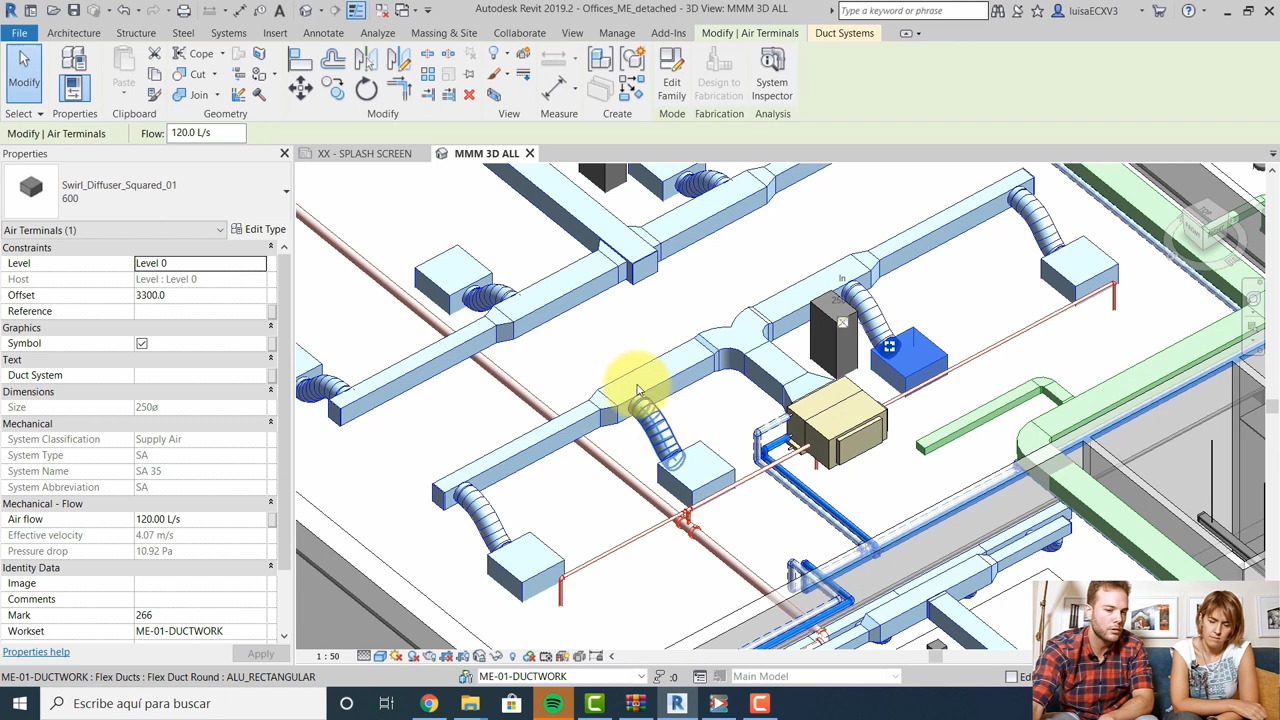 Autodesk Revit 2019.2 - Offices_ME_detached - 3D View: MMM 3D ALL
Type a keyword or phrase
luisaECXV3
File Architecture Structure Steel Systems Insert Annotate Analyze Massing & Site Collaborate View Manage Add-Ins Modify | Air Terminals Duct Systems
Modify
Paste
Cope
Cut
Join
Edit Family
Design to Fabrication
System Inspector
Select Properties Clipboard Geometry Modify View Measure Create Mode Fabrication Analysis
Modify | Air Terminals Flow: 120.0 L/s
Properties
XX - SPLASH SCREEN MMM 3D ALL
Swirl_Diffuser_Squared_01
600
Air Terminals (1) Edit Type
Constraints
Level Level 0
Host Level : Level 0
Offset 3300.0
Reference
Graphics
Symbol
Text
Duct System
Dimensions
Size 250ø
Mechanical
System Classification Supply Air
System Type SA
System Name SA 35
System Abbreviation SA
Mechanical - Flow
Air flow 120.00 L/s
Effective velocity 4.07 m/s
Pressure drop 10.92 Pa
Identity Data
Image
Comments
Mark 266
Workset ME-01-DUCTWORK
Properties help Apply
In
TOP
1 : 50
ME-01-DUCTWORK : Flex Ducts : Flex Duct Round : ALU_RECTANGULAR ME-01-DUCTWORK :0 Main Model
Escribe aquí para buscar